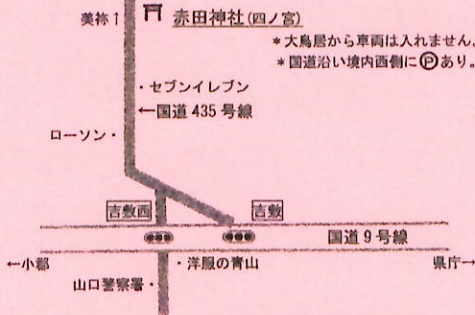 美祢↑ 赤田神社(四ノ宮)
*大鳥居から車両は入れません。
*国道沿い境内西側にⓅあり。
・セブンイレブン
←国道435号線
ローソン・
吉敷西 吉敷
国道9号線
←小郡 ・洋服の青山 県庁→
山口警察署・